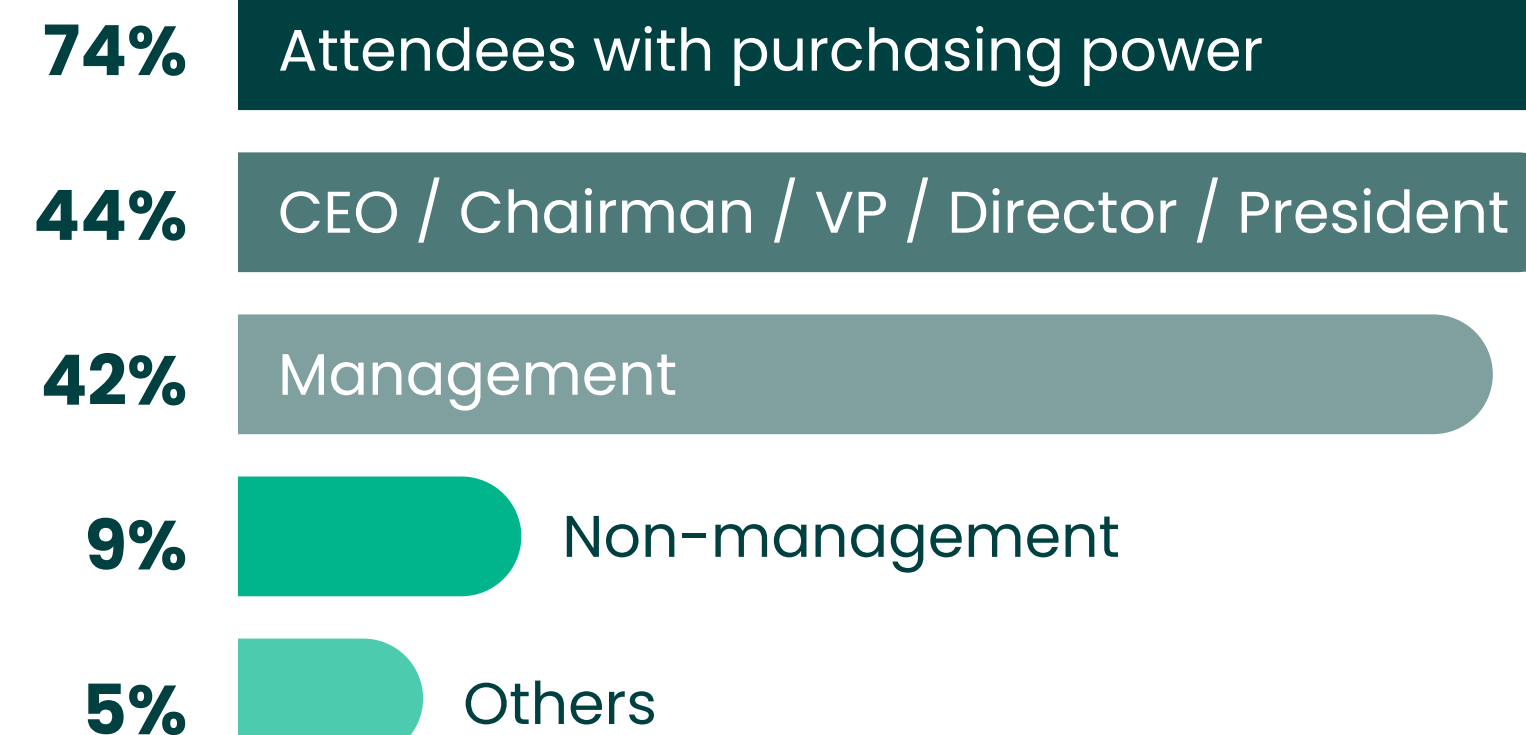 74% Attendees with purchasing power
44% CEO / Chairman / VP / Director / President
42% Management
9% Non-management
5% Others